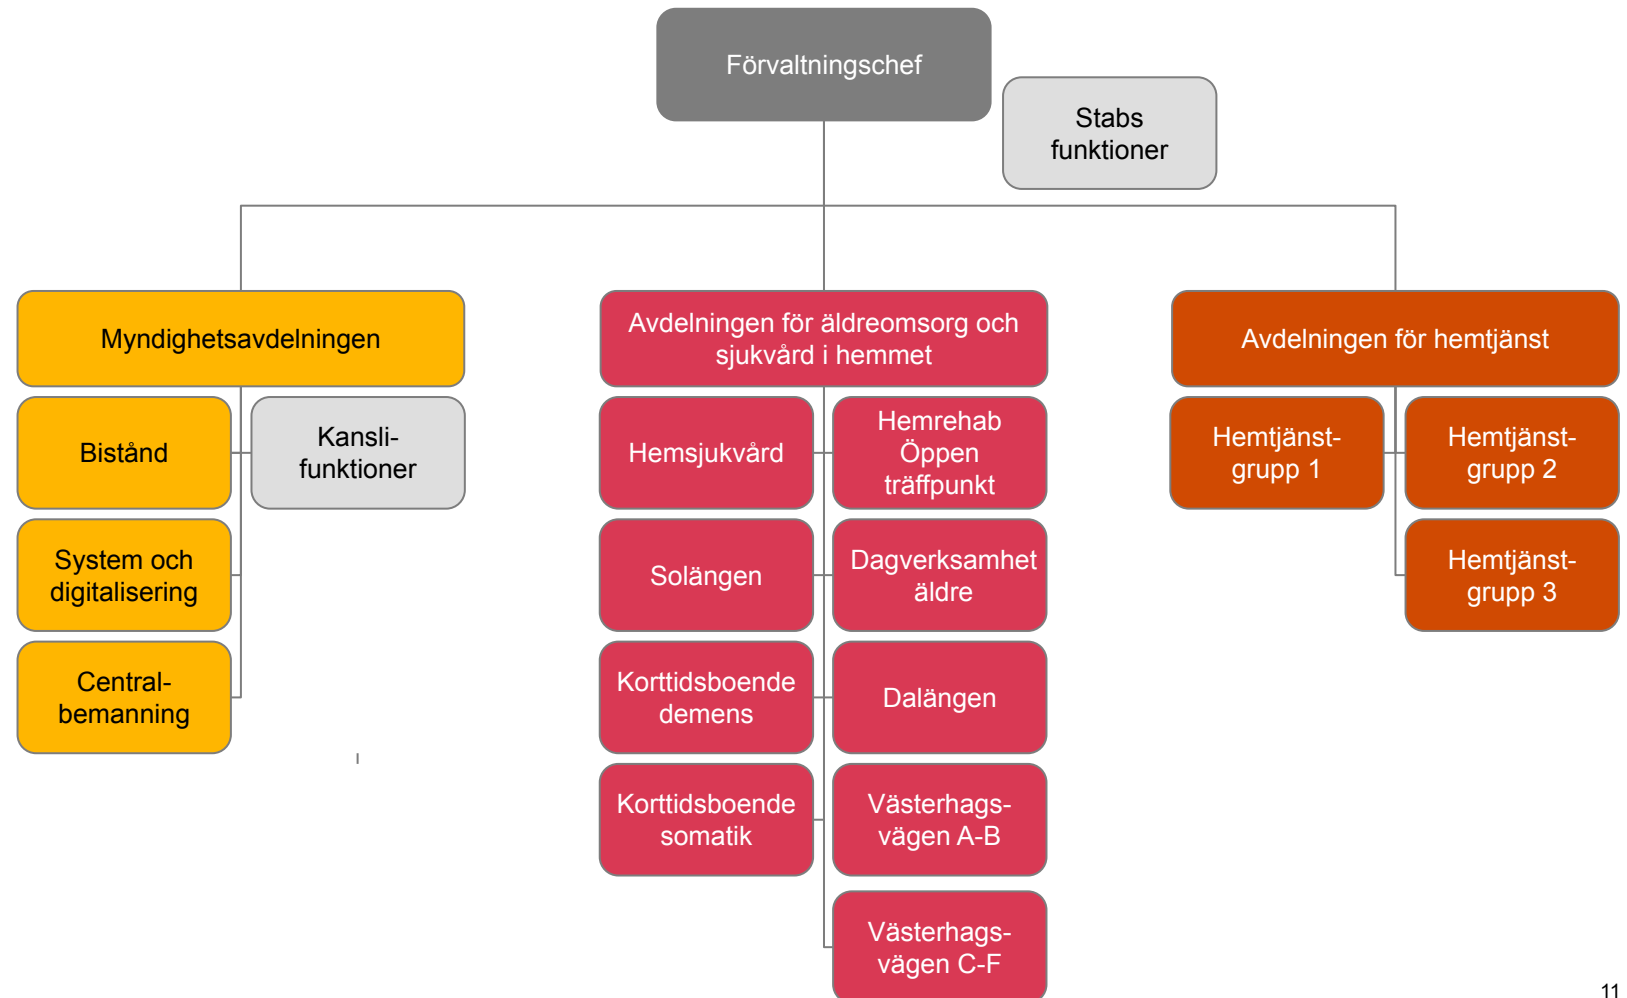 Förvaltningschef
Stabs
funktioner
Myndighetsavdelningen
Avdelningen för äldreomsorg och
sjukvård i hemmet
Avdelningen för hemtjänst
Bistånd
Kansli-
funktioner
Hemsjukvård
Hemrehab
Öppen
träffpunkt
Hemtjänst-
grupp 1
Hemtjänst-
grupp 2
System och
digitalisering
Solängen
Dagverksamhet
äldre
Hemtjänst-
grupp 3
Central-
bemanning
Korttidsboende
demens
Dalängen
Korttidsboende
somatik
Västerhags-
vägen A-B
Västerhags-
vägen C-F
11